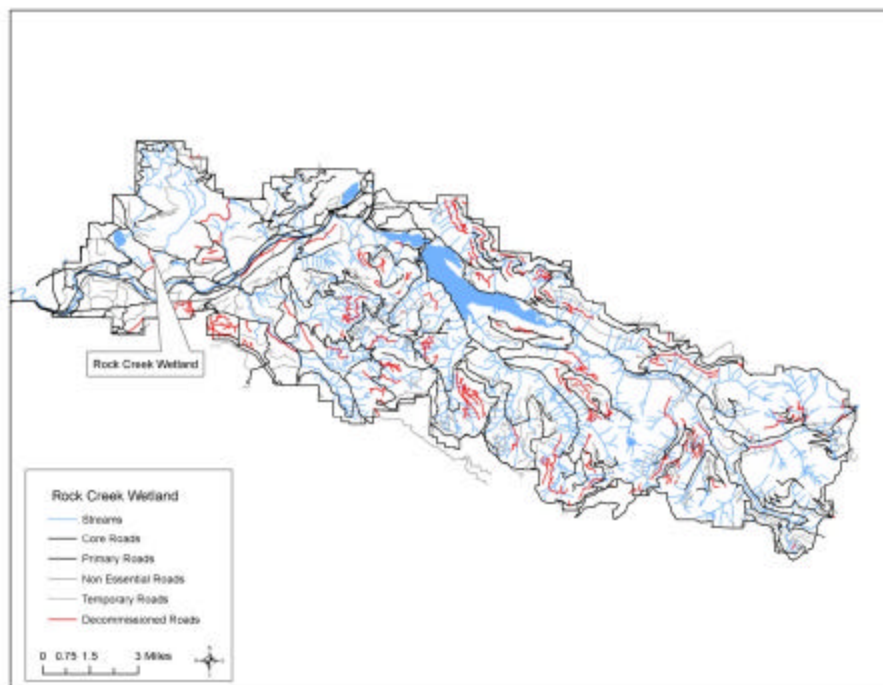 Rock Creek Wetland
Rock Creek Wetland
Streams
Core Roads
Primary Roads
Non Essential Roads
Temporary Roads
Decommissioned Roads
0 0.75 1.5 3 Miles